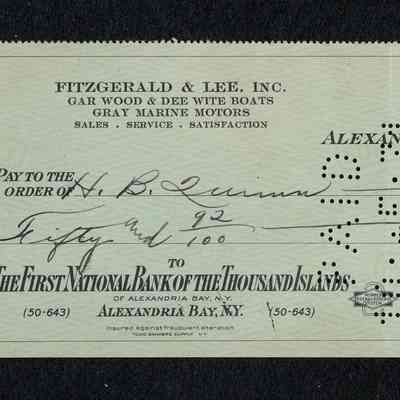 FITZGERALD & LEE, INC.
GAR WOOD & DEE WITE BOATS
GRAY MARINE MOTORS
SALES . SERVICE . SATISFACTION
ALEXAN
PAY TO THE
ORDER OF H. B.
Fifty and 92/100
TO
THE FIRST NATIONAL BANK OF THE THOUSAND ISLANDS
OF ALEXANDRIA BAY, N.Y.
(50-643) ALEXANDRIA BAY, N.Y. (50-643)
Insured Against Fraudulent Alteration